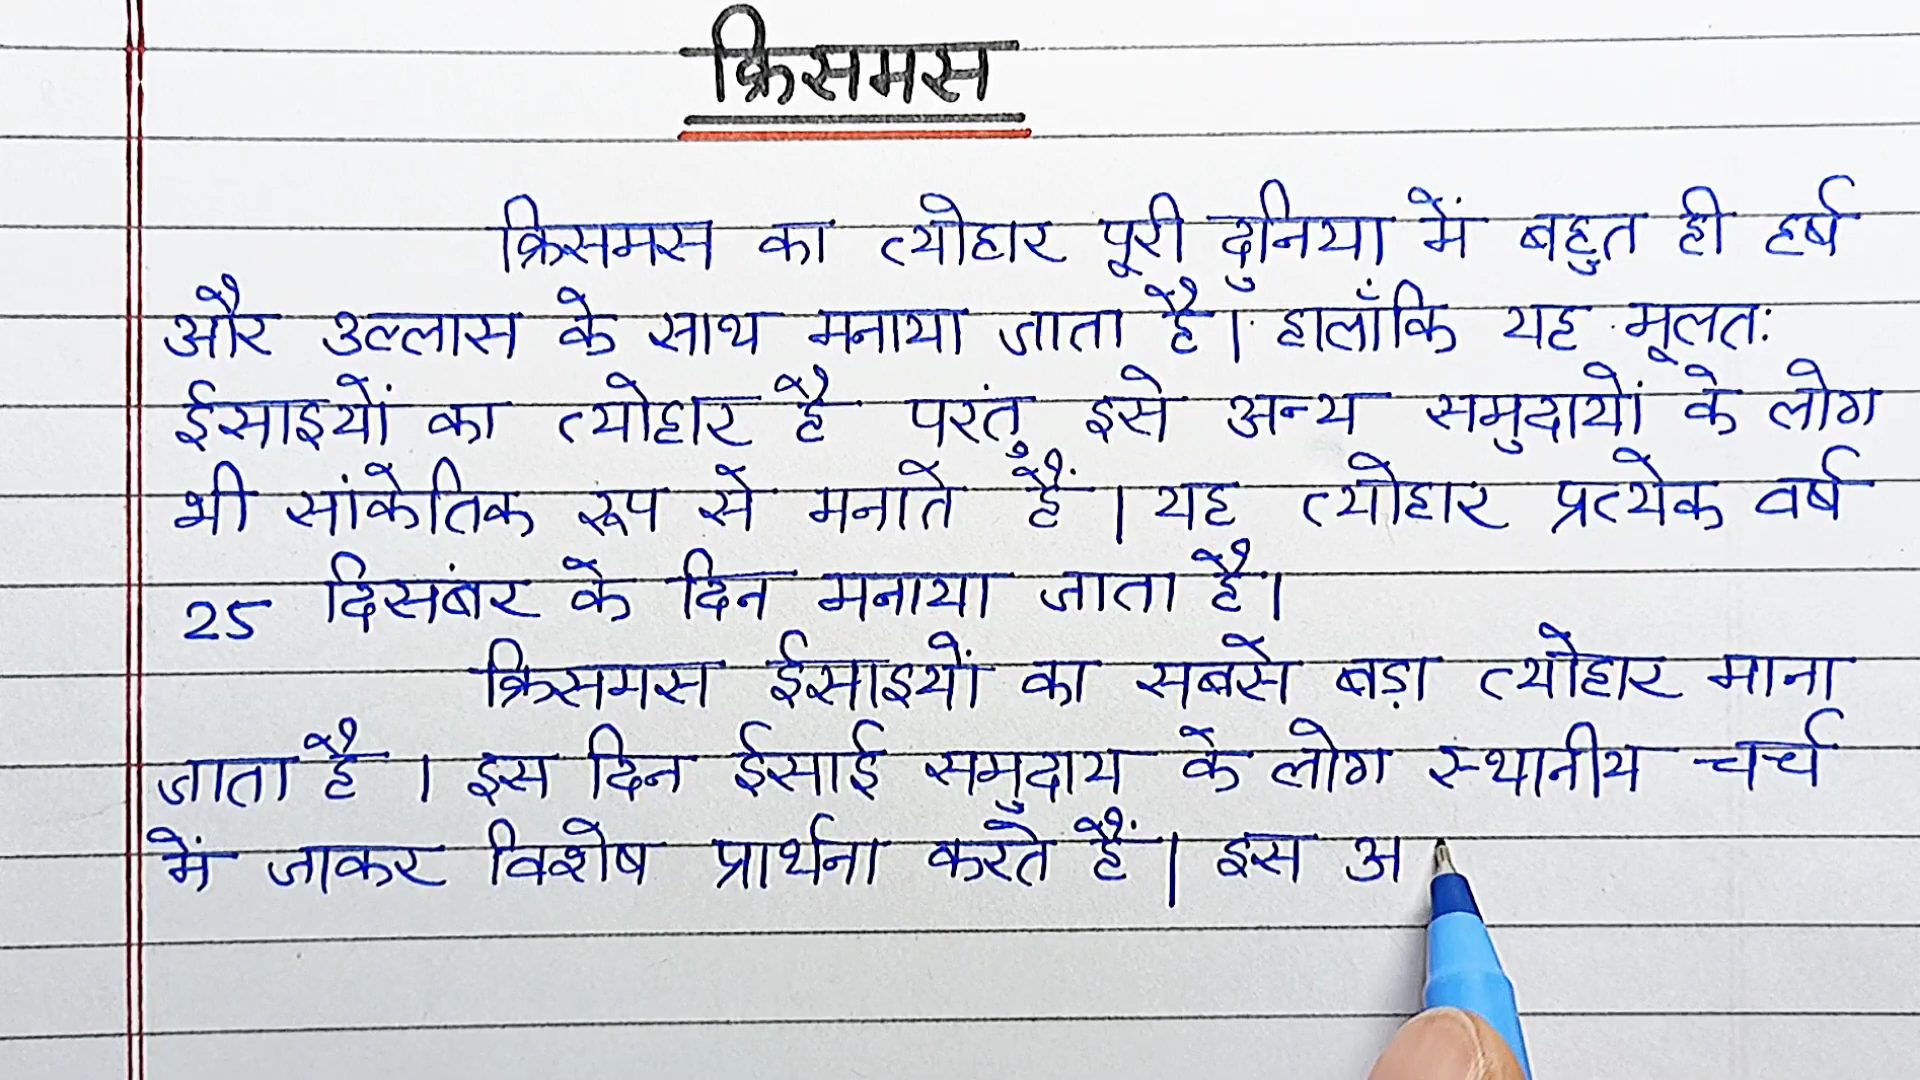 क्रिसमस
क्रिसमस का त्योहार पूरी दुनिया में बहुत ही हर्ष
और उल्लास के साथ मनाया जाता है। हालाँकि यह मूलत:
ईसाइयों का त्योहार है परंतु इसे अन्य समुदायों के लोग
भी सांकेतिक रूप से मनाते हैं। यह त्योहार प्रत्येक वर्ष
25 दिसंबर के दिन मनाया जाता है।
क्रिसमस ईसाइयों का सबसे बड़ा त्योहार माना
जाता है। इस दिन ईसाई समुदाय के लोग स्थानीय चर्च
में जाकर विशेष प्रार्थना करते हैं। इस अ